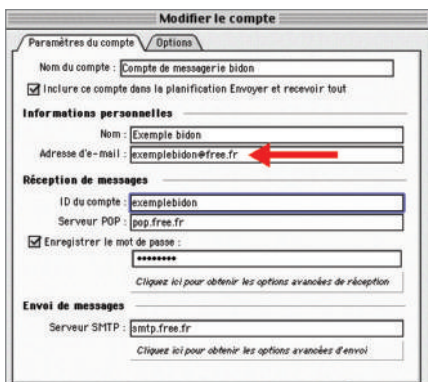 Modifier le compte
Paramètres du compte Options
Nom du compte : Compte de messagerie bidon
Inclure ce compte dans la planification Envoyer et recevoir tout
Informations personnelles
Nom : Exemple bidon
Adresse d'e-mail : exemplebidon@free.fr
Réception de messages
ID du compte : exemplebidon
Serveur POP : pop.free.fr
Enregistrer le mot de passe :
••••••••
Cliquez ici pour obtenir les options avancées de réception
Envoi de messages
Serveur SMTP : smtp.free.fr
Cliquez ici pour obtenir les options avancées d'envoi